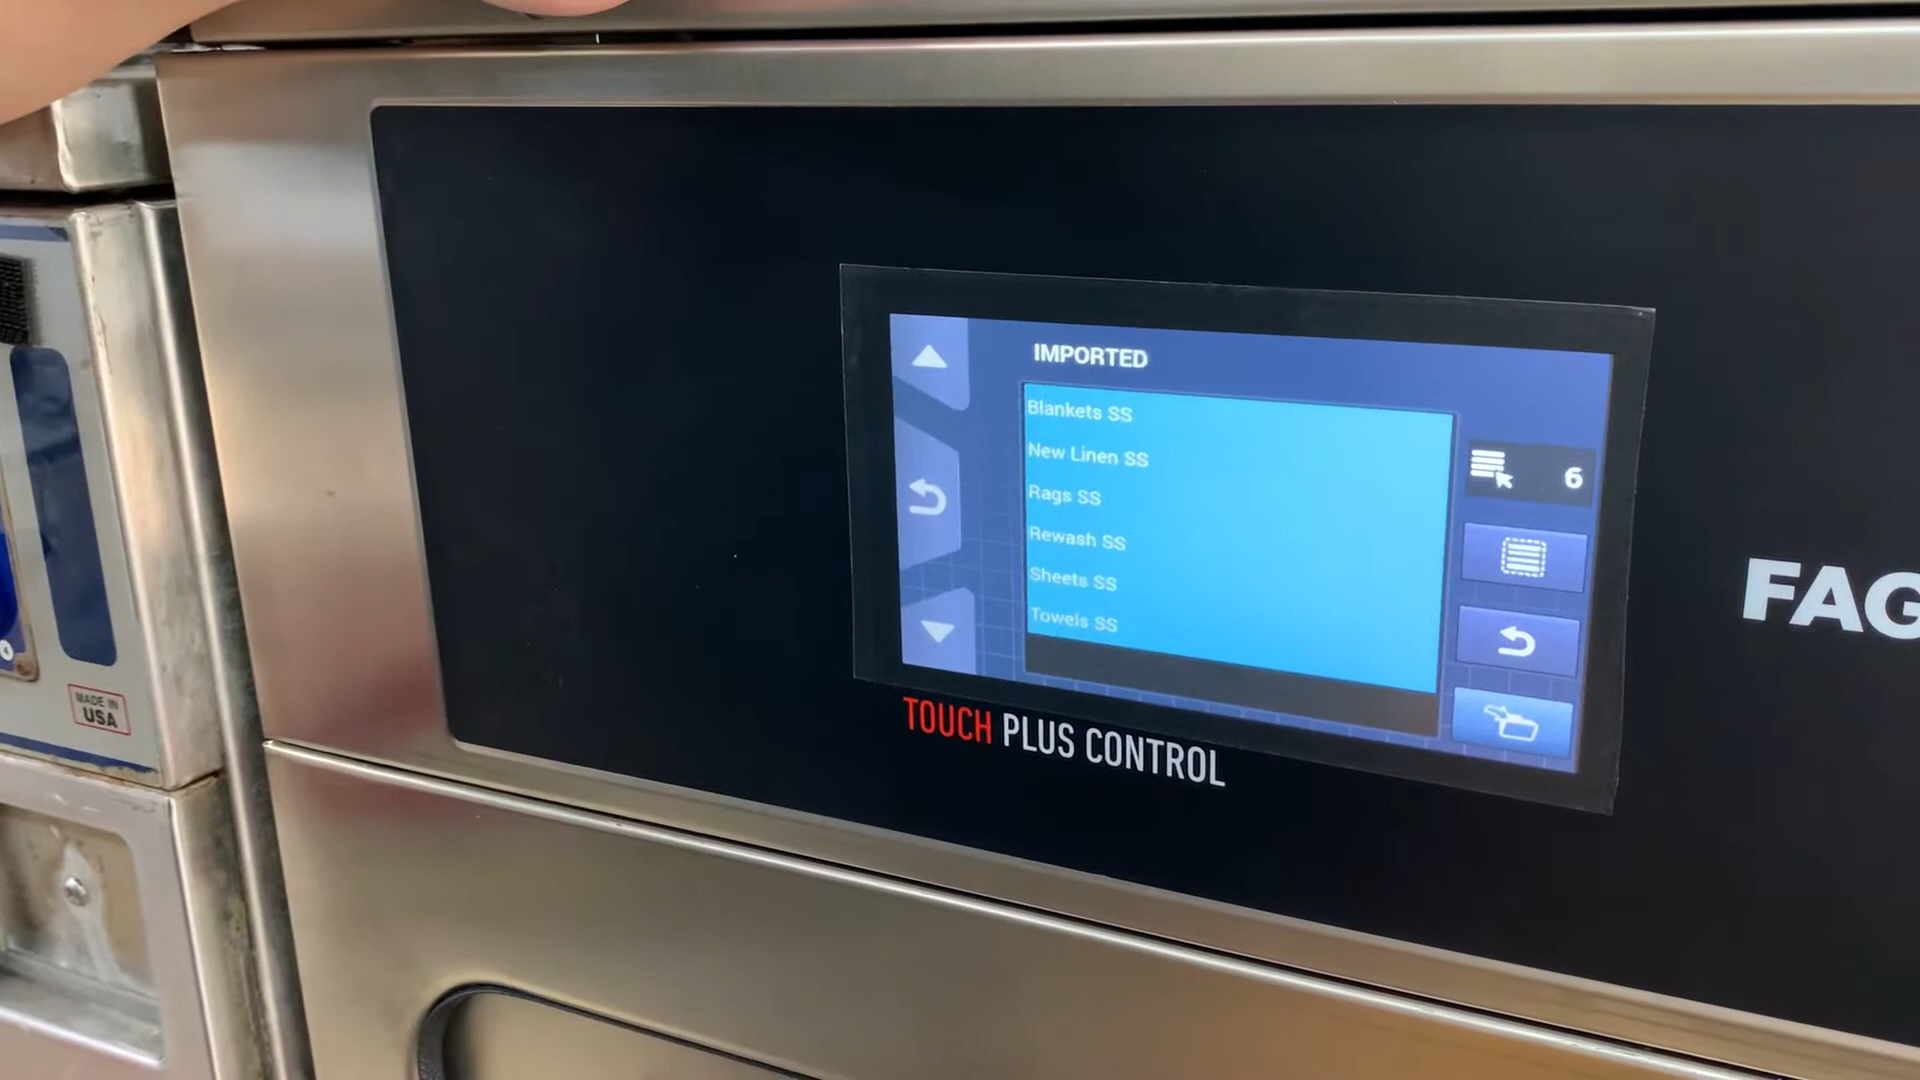 IMPORTED
Blankets SS
New Linen SS
Rags SS
Rewash SS
Sheets SS
Towels SS
6
TOUCH PLUS CONTROL
FAG
MADE IN
USA
4